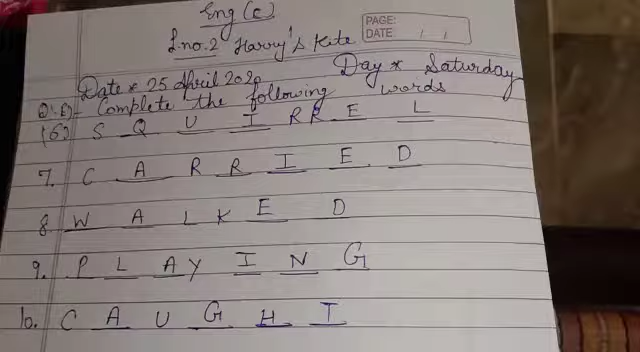 Eng (C)
PAGE:
DATE: / /
L.no.2 Harry's Kite
Date * 25 April 2020 Day * Saturday
Complete the following words
(6) S Q U I R R E L
7. C A R R I E D
8. W A L K E D
9. P L A Y I N G
10. C A U G H T